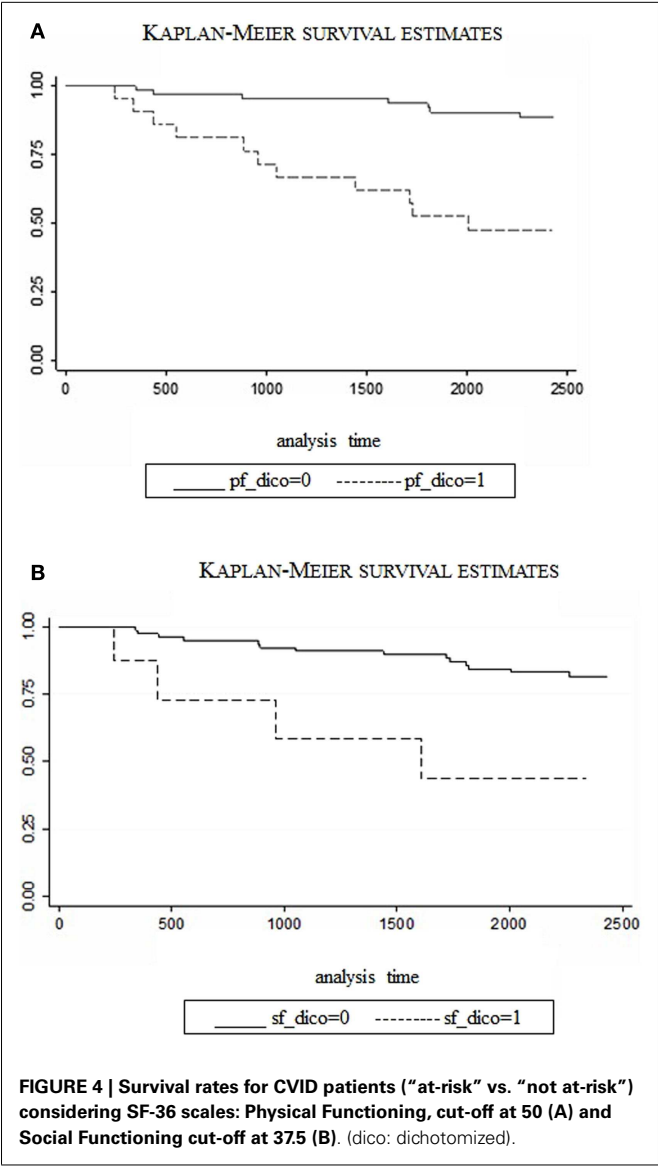 A
KAPLAN-MEIER SURVIVAL ESTIMATES
1.00
0.75
0.50
0.25
0.00
0 500 1000 1500 2000 2500
analysis time
pf_dico=0 pf_dico=1
B
KAPLAN-MEIER SURVIVAL ESTIMATES
1.00
0.75
0.50
0.25
0.00
0 500 1000 1500 2000 2500
analysis time
sf_dico=0 sf_dico=1
FIGURE 4 | Survival rates for CVID patients (“at-risk” vs. “not at-risk”)
considering SF-36 scales: Physical Functioning, cut-off at 50 (A) and
Social Functioning cut-off at 37.5 (B). (dico: dichotomized).